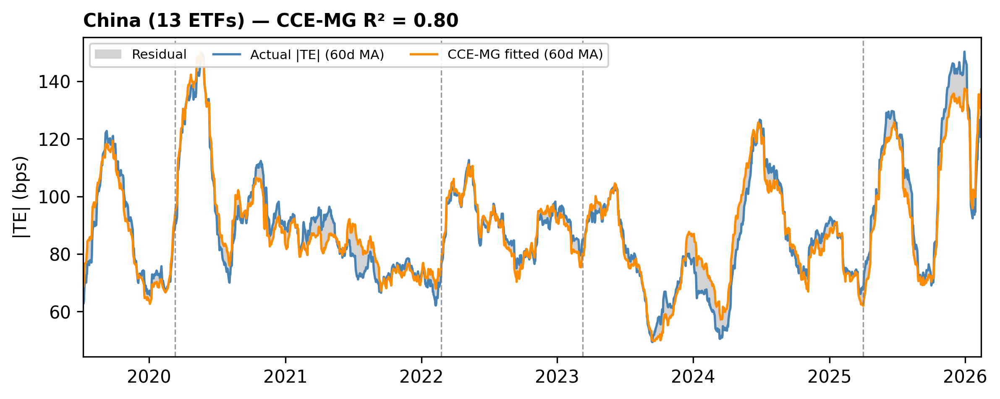 China (13 ETFs) — CCE-MG R² = 0.80
Residual
Actual |TE| (60d MA)
CCE-MG fitted (60d MA)
|TE| (bps)
140
120
100
80
60
2020
2021
2022
2023
2024
2025
2026